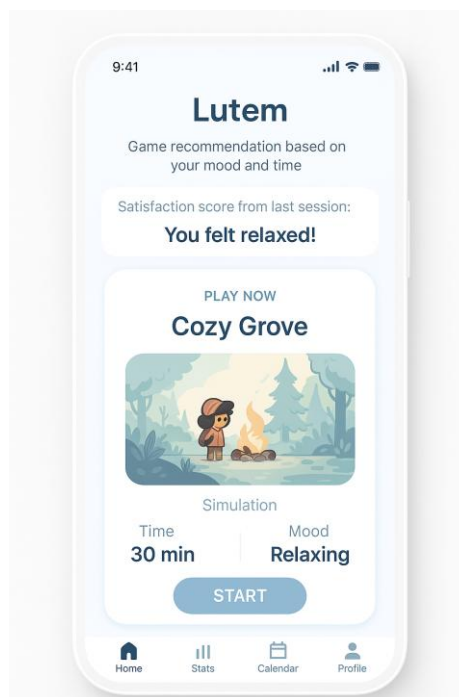 9:41
Lutem
Game recommendation based on
your mood and time
Satisfaction score from last session:
You felt relaxed!
PLAY NOW
Cozy Grove
Simulation
Time
30 min
Mood
Relaxing
START
Home
Stats
Calendar
Profile